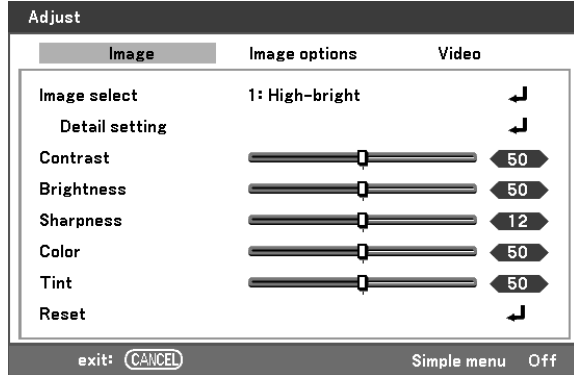 Adjust
Image Image options Video
Image select 1: High-bright
Detail setting
Contrast 50
Brightness 50
Sharpness 12
Color 50
Tint 50
Reset
exit: CANCEL Simple menu Off